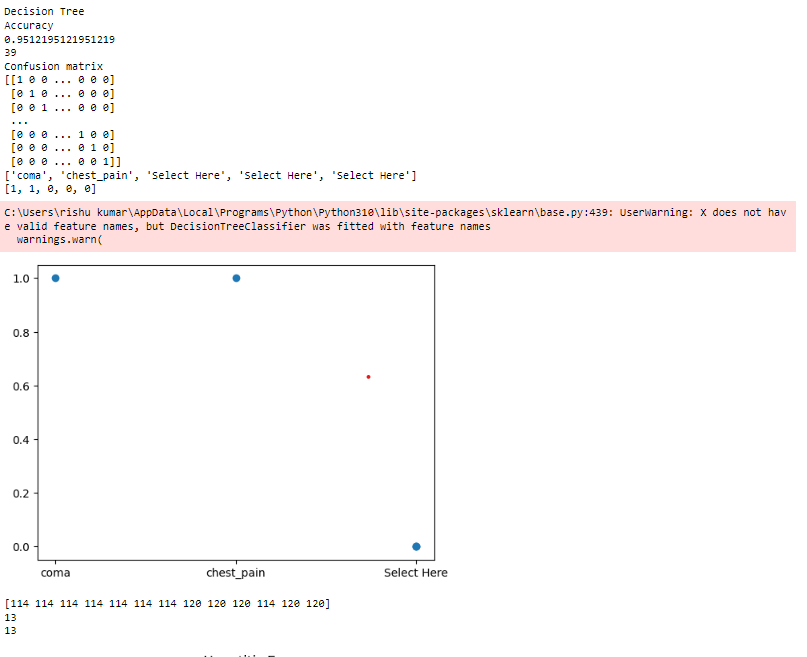 Decision Tree
Accuracy
0.9512195121951219
39
Confusion matrix
[[1 0 0 ... 0 0 0]
[0 1 0 ... 0 0 0]
[0 0 1 ... 0 0 0]
...
[0 0 0 ... 1 0 0]
[0 0 0 ... 0 1 0]
[0 0 0 ... 0 0 1]]
['coma', 'chest_pain', 'Select Here', 'Select Here', 'Select Here']
[1, 1, 0, 0, 0]
C:\Users\rishu kumar\AppData\Local\Programs\Python\Python310\lib\site-packages\sklearn\base.py:439: UserWarning: X does not hav
e valid feature names, but DecisionTreeClassifier was fitted with feature names
warnings.warn(
1.0
0.8
0.6
0.4
0.2
0.0
coma chest_pain Select Here
[114 114 114 114 114 114 114 120 120 120 114 120 120]
13
13